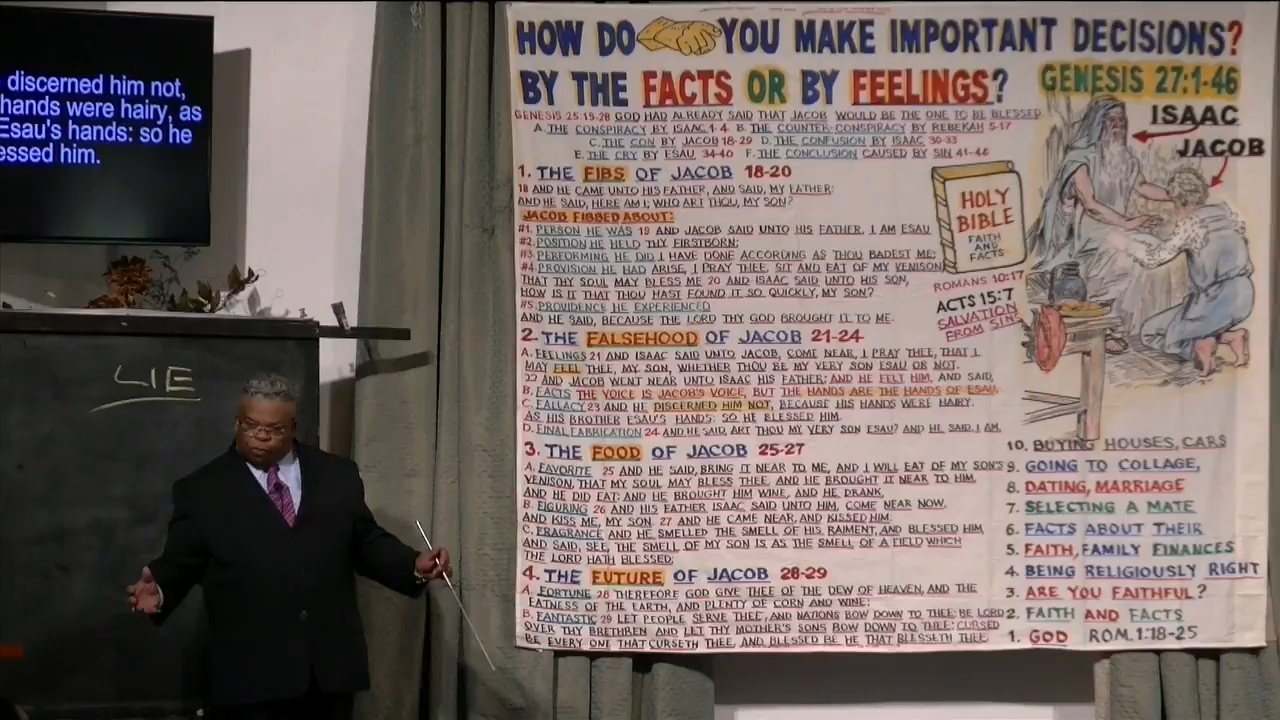 discerned him not,
hands were hairy, as
Esau's hands: so he
essed him.
LIE
HOW DO YOU MAKE IMPORTANT DECISIONS?
BY THE FACTS OR BY FEELINGS? GENESIS 27:1-46
GENESIS 25:19-28 GOD HAD ALREADY SAID THAT JACOB WOULD BE THE ONE TO BE BLESSED
A. THE CONSPIRACY BY ISAAC 1-4 B. THE COUNTER-CONSPIRACY BY REBEKAH 5-17
C. THE CON BY JACOB 18-29 D. THE CONFUSION BY ISAAC 30-33
E. THE CRY BY ESAU 34-40 F. THE CONCLUSION CAUSED BY SIN 41-46
1. THE FIBS OF JACOB 18-20
18 AND HE CAME UNTO HIS FATHER, AND SAID, MY FATHER:
AND HE SAID, HERE AM I; WHO ART THOU, MY SON?
JACOB FIBBED ABOUT:
#1. PERSON HE WAS 19 AND JACOB SAID UNTO HIS FATHER, I AM ESAU
#2. POSITION HE HELD THY FIRSTBORN;
#3. PERFORMING HE DID I HAVE DONE ACCORDING AS THOU BADEST ME:
#4. PROVISION HE HAD ARISE, I PRAY THEE, SIT AND EAT OF MY VENISON,
THAT THY SOUL MAY BLESS ME 20 AND ISAAC SAID UNTO HIS SON,
HOW IS IT THAT THOU HAST FOUND IT SO QUICKLY, MY SON?
#5. PROVIDENCE HE EXPERIENCED
AND HE SAID, BECAUSE THE LORD THY GOD BROUGHT IT TO ME.
2. THE FALSEHOOD OF JACOB 21-24
A. FEELINGS 21 AND ISAAC SAID UNTO JACOB, COME NEAR, I PRAY THEE, THAT I
MAY FEEL THEE, MY SON, WHETHER THOU BE MY VERY SON ESAU OR NOT.
22 AND JACOB WENT NEAR UNTO ISAAC HIS FATHER; AND HE FELT HIM, AND SAID,
B. FACTS THE VOICE IS JACOB'S VOICE, BUT THE HANDS ARE THE HANDS OF ESAU.
C. FALLACY 23 AND HE DISCERNED HIM NOT, BECAUSE HIS HANDS WERE HAIRY,
AS HIS BROTHER ESAU'S HANDS: SO HE BLESSED HIM.
D. FINAL FABRICATION 24 AND HE SAID, ART THOU MY VERY SON ESAU? AND HE SAID, I AM.
3. THE FOOD OF JACOB 25-27
A. FAVORITE 25 AND HE SAID, BRING IT NEAR TO ME, AND I WILL EAT OF MY SON'S
VENISON, THAT MY SOUL MAY BLESS THEE. AND HE BROUGHT IT NEAR TO HIM,
AND HE DID EAT: AND HE BROUGHT HIM WINE, AND HE DRANK.
B. FIGURING 26 AND HIS FATHER ISAAC SAID UNTO HIM, COME NEAR NOW,
AND KISS ME, MY SON. 27 AND HE CAME NEAR, AND KISSED HIM:
C. FRAGRANCE AND HE SMELLED THE SMELL OF HIS RAIMENT, AND BLESSED HIM,
AND SAID, SEE, THE SMELL OF MY SON IS AS THE SMELL OF A FIELD WHICH
THE LORD HATH BLESSED:
4. THE FUTURE OF JACOB 28-29
A. FORTUNE 28 THEREFORE GOD GIVE THEE OF THE DEW OF HEAVEN, AND THE
FATNESS OF THE EARTH, AND PLENTY OF CORN AND WINE:
B. FANTASTIC 29 LET PEOPLE SERVE THEE, AND NATIONS BOW DOWN TO THEE: BE LORD
OVER THY BRETHREN AND LET THY MOTHER'S SONS BOW DOWN TO THEE: CURSED
BE EVERY ONE THAT CURSETH THEE, AND BLESSED BE HE THAT BLESSETH THEE.
ISAAC
JACOB
HOLY
BIBLE
FAITH
AND
FACTS
ROMANS 10:17
ACTS 15:7
SALVATION
FROM SIN
10. BUYING HOUSES, CARS
9. GOING TO COLLAGE,
8. DATING, MARRIAGE
7. SELECTING A MATE
6. FACTS ABOUT THEIR
5. FAITH, FAMILY FINANCES
4. BEING RELIGIOUSLY RIGHT
3. ARE YOU FAITHFUL?
2. FAITH AND FACTS
1. GOD ROM. 1:18-25